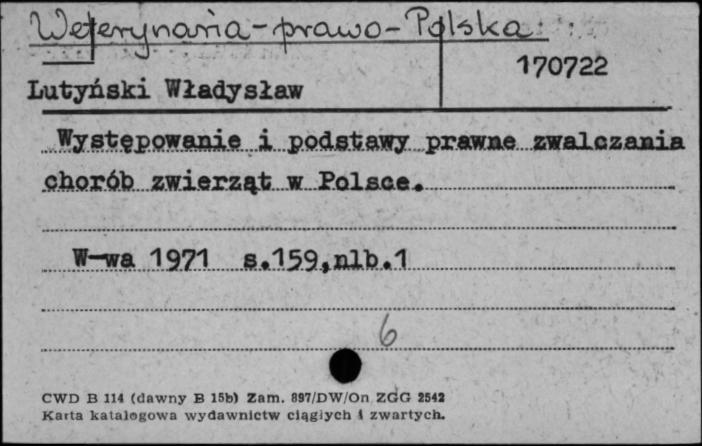 Weterynaria - prawo - Polska
170722
Lutyński Władysław
Występowanie i podstawy prawne zwalczania
chorób zwierząt w Polsce.
W-wa 1971 s.159,nlb.1
6
CWD B 114 (dawny B 15b) Zam. 897/DW/On ZGG 2542
Karta katalogowa wydawnictw ciągłych i zwartych.